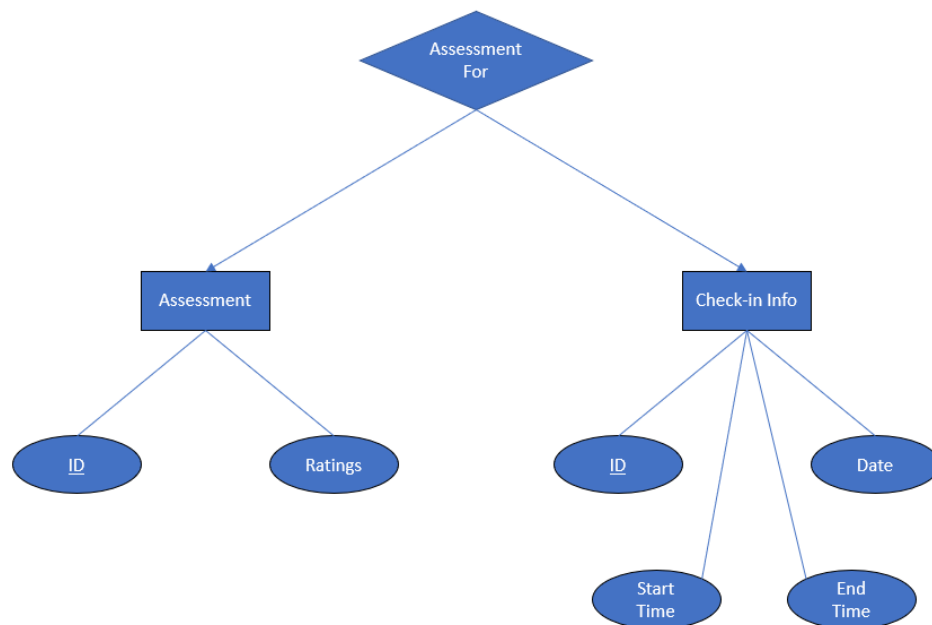 Assessment
For
Assessment
Check-in Info
ID
Ratings
ID
Date
Start
Time
End
Time